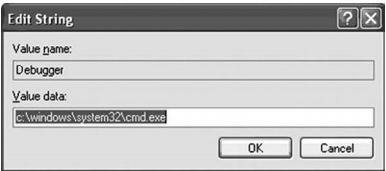 Edit String
?
X
Value name:
Debugger
Value data:
c:\windows\system32\cmd.exe
OK
Cancel